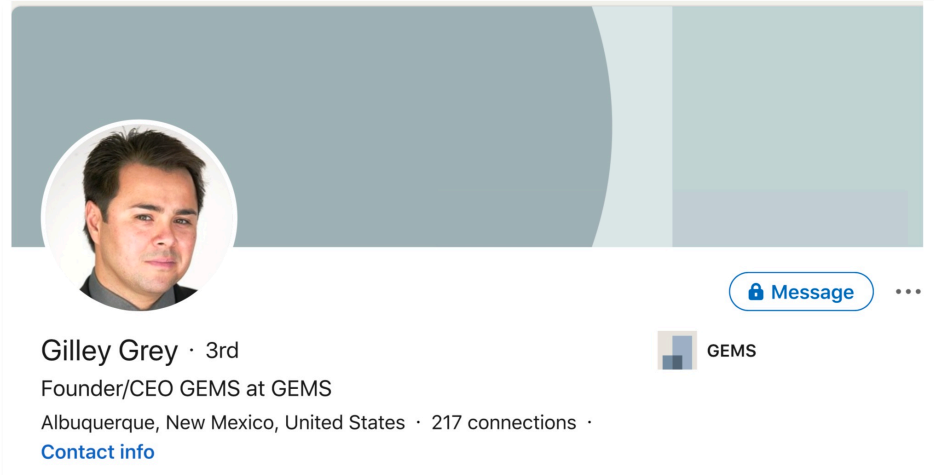 Message
Gilley Grey · 3rd
GEMS
Founder/CEO GEMS at GEMS
Albuquerque, New Mexico, United States · 217 connections ·
Contact info